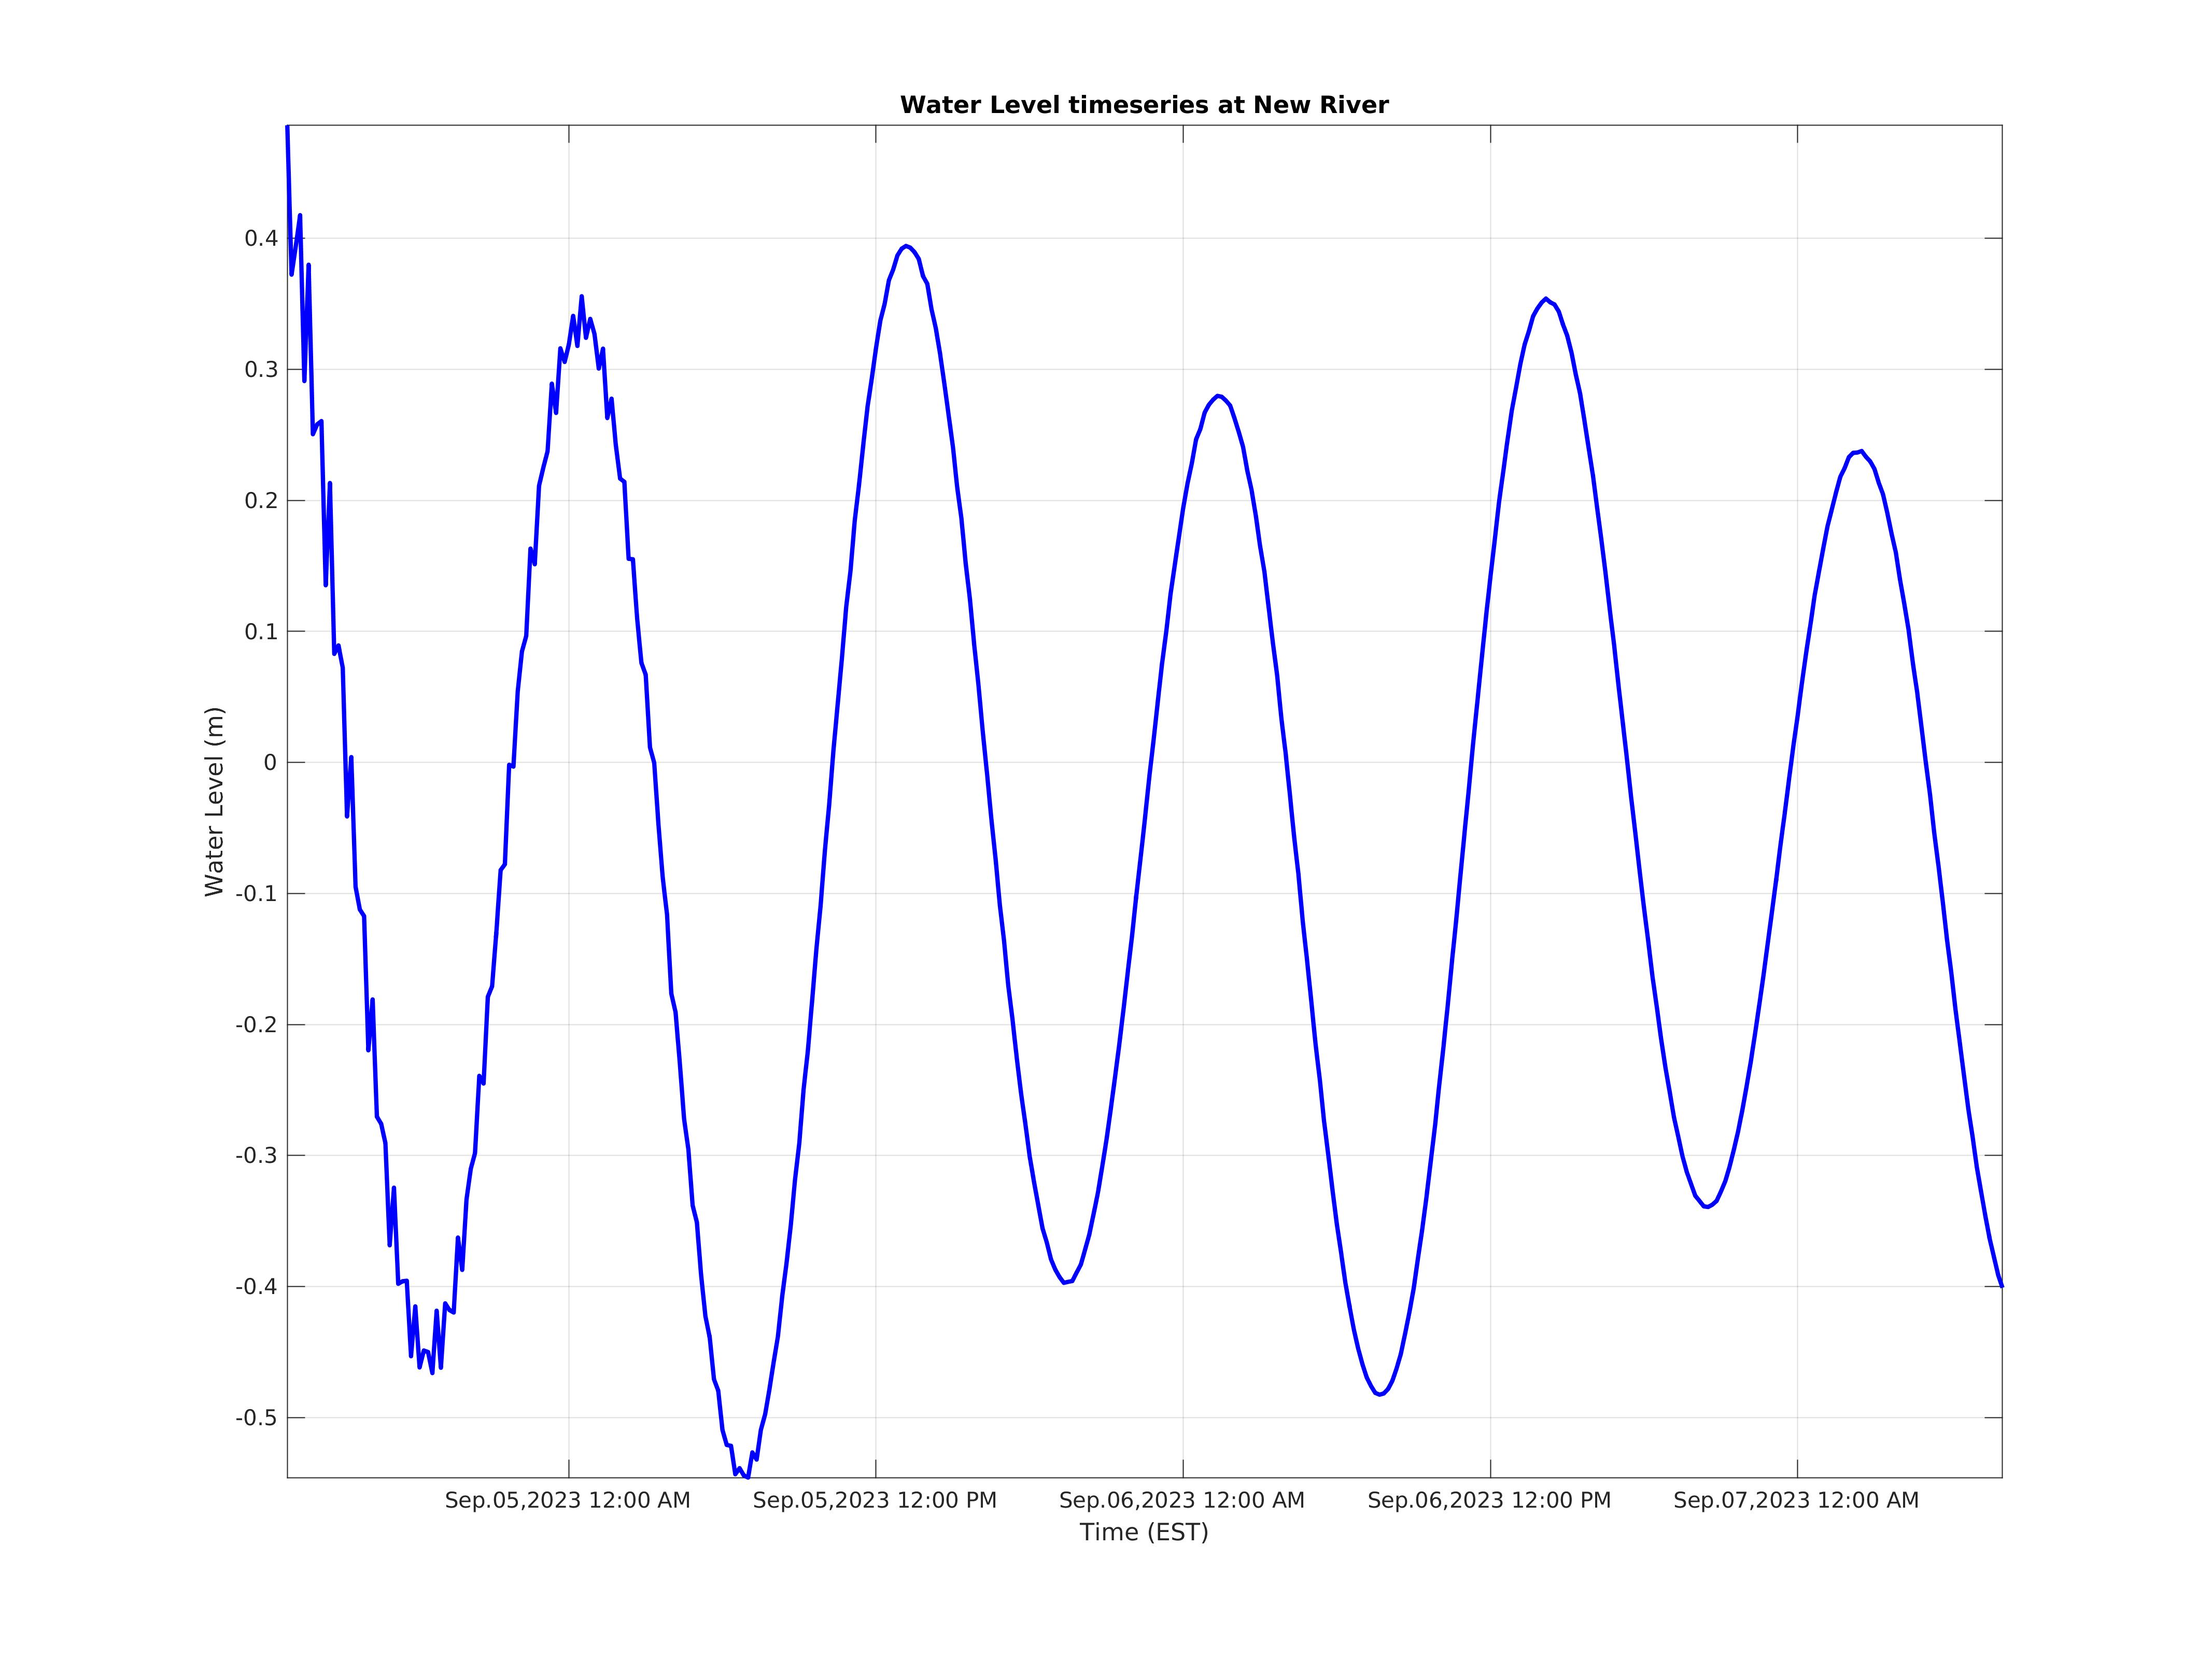 Water Level timeseries at New River
0.4
0.3
0.2
0.1
0
-0.1
-0.2
-0.3
-0.4
-0.5
Water Level (m)
Sep.05,2023 12:00 AM Sep.05,2023 12:00 PM Sep.06,2023 12:00 AM Sep.06,2023 12:00 PM Sep.07,2023 12:00 AM
Time (EST)